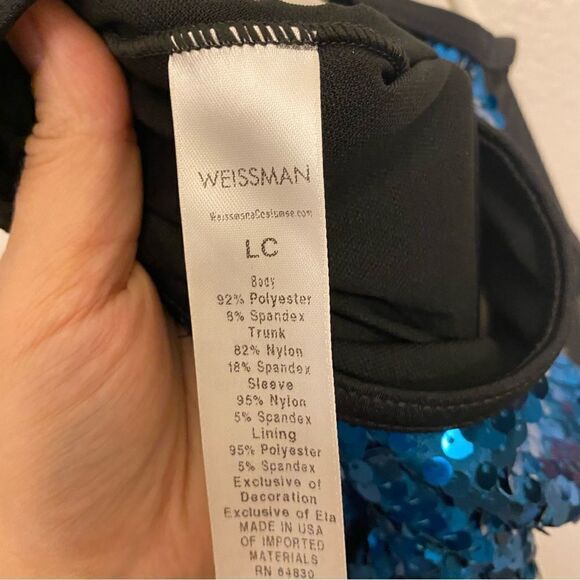 WEISSMAN
LC
Body
92% Polyester
8% Spandex
Trunk
82% Nylon
18% Spandex
Sleeve
95% Nylon
5% Spandex
Lining
95% Polyester
5% Spandex
Exclusive of
Decoration
Exclusive of Ela
MADE IN USA
OF IMPORTED
MATERIALS
RN 64830